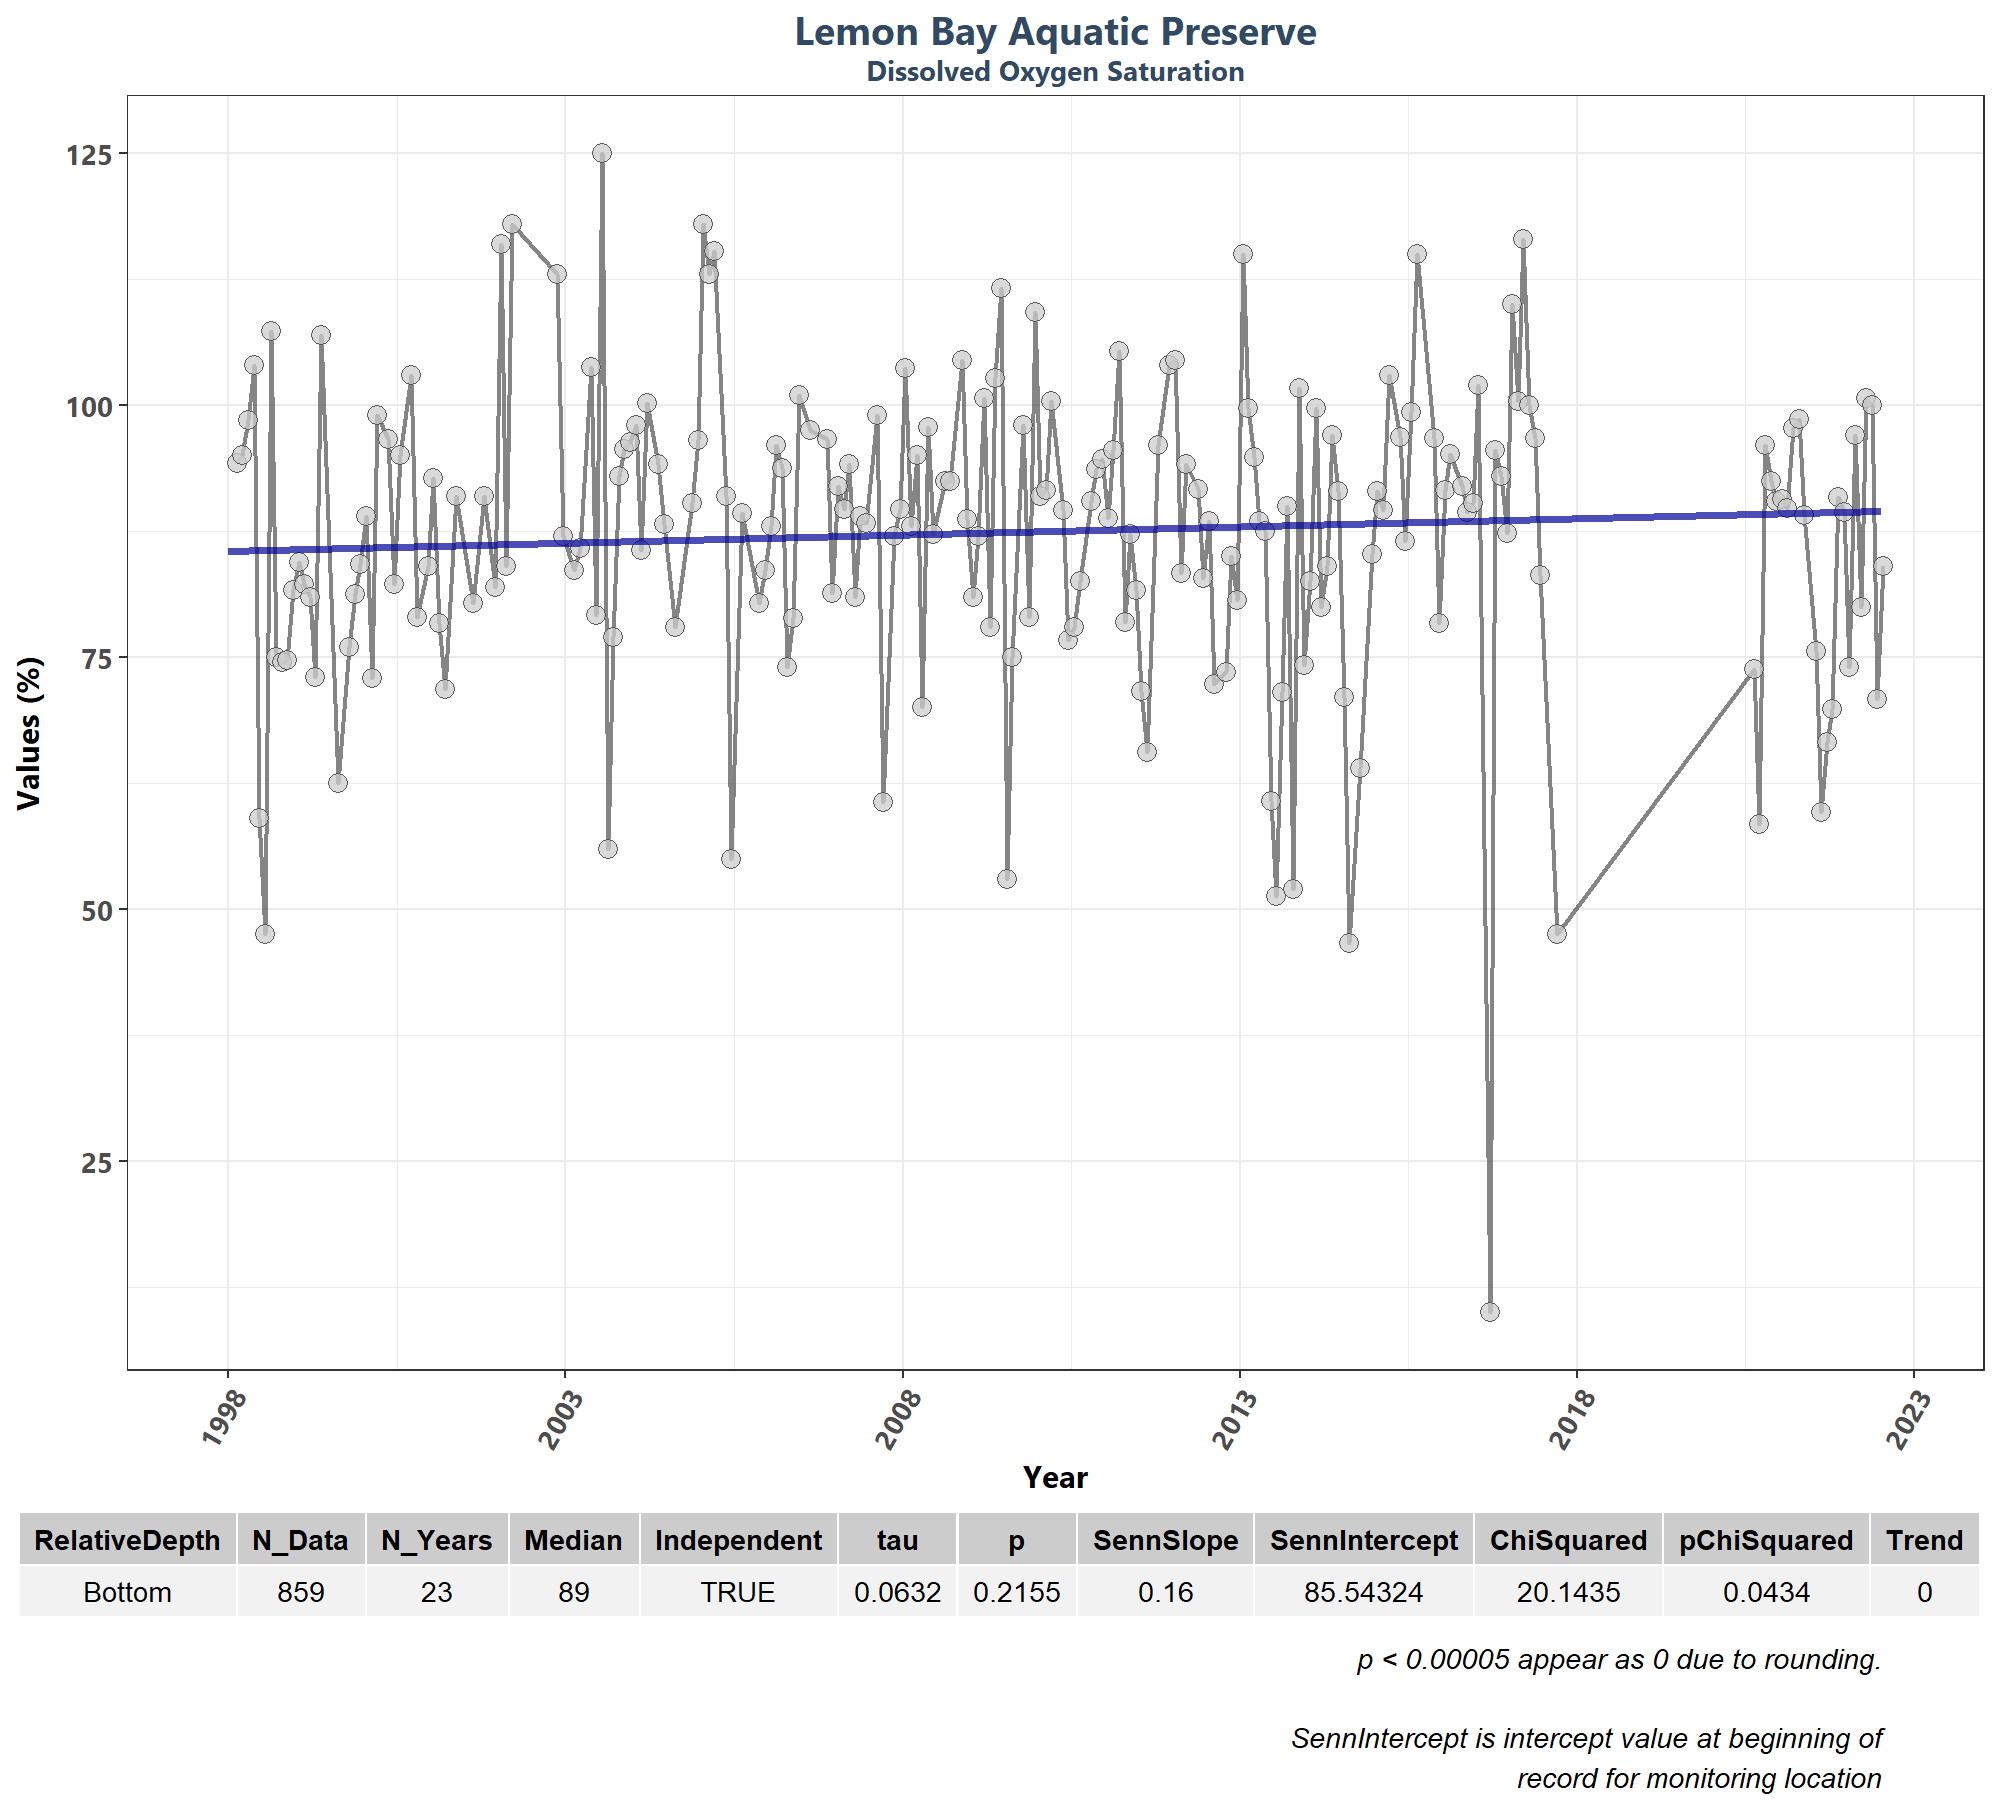 Lemon Bay Aquatic Preserve
Dissolved Oxygen Saturation
125
100
75
50
25
Values (%)
1998 2003 2008 2013 2018 2023
Year
RelativeDepth N_Data N_Years Median Independent tau p SennSlope SennIntercept ChiSquared pChiSquared Trend
Bottom 859 23 89 TRUE 0.0632 0.2155 0.16 85.54324 20.1435 0.0434 0
p < 0.00005 appear as 0 due to rounding.
SennIntercept is intercept value at beginning of
record for monitoring location